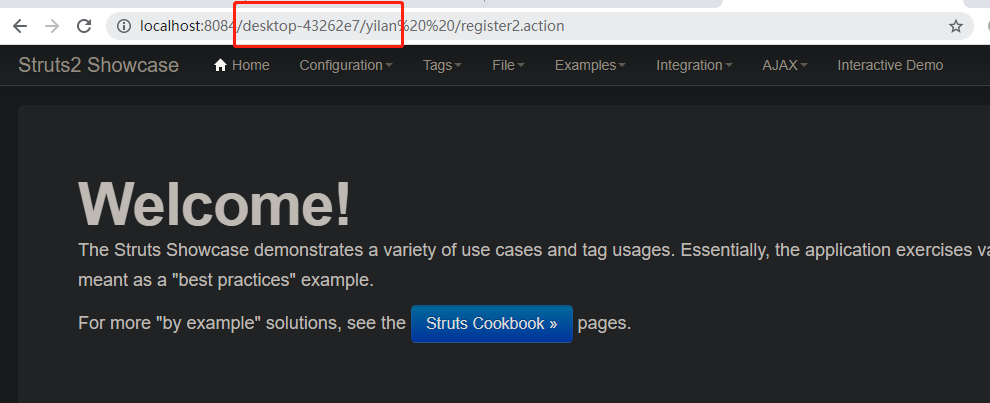 localhost:8084/desktop-43262e7/yilan%20%20/register2.action
Struts2 Showcase Home Configuration Tags File Examples Integration AJAX Interactive Demo
Welcome!
The Struts Showcase demonstrates a variety of use cases and tag usages. Essentially, the application exercises va
meant as a "best practices" example.
For more "by example" solutions, see the Struts Cookbook » pages.